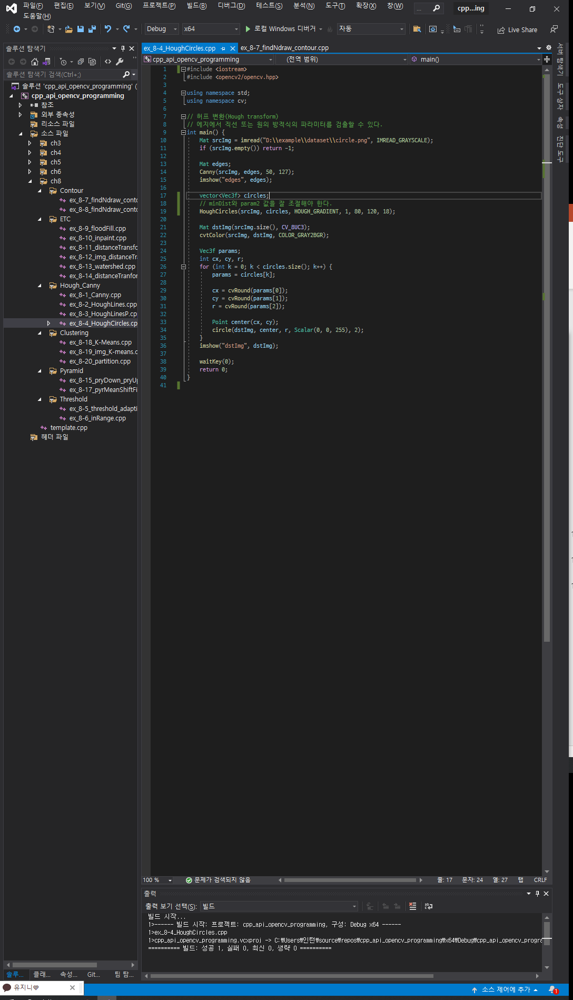 파일(F) 편집(E) 보기(V) Git(G) 프로젝트(P) 빌드(B) 디버그(D) 테스트(S) 분석(N) 도구(T) 확장(X) 창(W) ... cpp...ing
도움말(H)
Debug x64 로컬 Windows 디버거 자동 Live Share
솔루션 탐색기
솔루션 탐색기 검색(Ctrl+;)
솔루션 'cpp_api_opencv_programming' (
cpp_api_opencv_programming
참조
외부 종속성
리소스 파일
소스 파일
ch3
ch4
ch5
ch6
ch8
Contour
ex_8-7_findNdraw_conto
ex_8-8_findNdraw_conto
ETC
ex_8-9_floodFill.cpp
ex_8-10_inpaint.cpp
ex_8-11_distanceTransfo
ex_8-12_img_distanceTr
ex_8-13_watershed.cpp
ex_8-14_distanceTranfor
Hough_Canny
ex_8-1_Canny.cpp
ex_8-2_HoughLines.cpp
ex_8-3_HoughLinesP.cp
ex_8-4_HoughCircles.cp
Clustering
ex_8-18_K-Means.cpp
ex_8-19_img_K-means.c
ex_8-20_partition.cpp
Pyramid
ex_8-15_pryDown_pryUp
ex_8-17_pyrMeanShiftFi
Threshold
ex_8-5_threshold_adapti
ex_8-6_inRange.cpp
template.cpp
헤더 파일
솔루... 클래... 속성... Git... 팀 탐...
ex_8-4_HoughCircles.cpp ex_8-7_findNdraw_contour.cpp
cpp_api_opencv_programming (전역 범위) main()
1 #include <iostream>
2 #include <opencv2/opencv.hpp>
3
4 using namespace std;
5 using namespace cv;
6
7 // 허프 변환(Hough transform)
8 // 에지에서 직선 또는 원의 방적식의 파라미터를 검출할 수 있다.
9 int main() {
10 Mat srcImg = imread("D:\\example\\dataset\\circle.png", IMREAD_GRAYSCALE);
11 if (srcImg.empty()) return -1;
12
13 Mat edges;
14 Canny(srcImg, edges, 50, 127);
15 imshow("edges", edges);
16
17 vector<Vec3f> circles;
18 // minDist와 param2 값을 잘 조절해야 한다.
19 HoughCircles(srcImg, circles, HOUGH_GRADIENT, 1, 80, 120, 18);
20
21 Mat dstImg(srcImg.size(), CV_8UC3);
22 cvtColor(srcImg, dstImg, COLOR_GRAY2BGR);
23
24 Vec3f params;
25 int cx, cy, r;
26 for (int k = 0; k < circles.size(); k++) {
27 params = circles[k];
28
29 cx = cvRound(params[0]);
30 cy = cvRound(params[1]);
31 r = cvRound(params[2]);
32
33 Point center(cx, cy);
34 circle(dstImg, center, r, Scalar(0, 0, 255), 2);
35 }
36 imshow("dstImg", dstImg);
37
38 waitKey(0);
39 return 0;
40 }
41
서버 탐색기
도구 상자
속성
진단 도구
100 % 문제가 검색되지 않음 줄: 17 문자: 24 열: 27 탭 CRLF
출력
출력 보기 선택(S): 빌드
빌드 시작...
1>------ 빌드 시작: 프로젝트: cpp_api_opencv_programming, 구성: Debug x64 ------
1>ex_8-4_HoughCircles.cpp
1>cpp_api_opencv_programming.vcxproj -> C:₩Users₩인턴₩source₩repos₩cpp_api_opencv_programming₩x64₩Debug₩cpp_api_opencv_progra
========== 빌드: 성공 1, 실패 0, 최신 0, 생략 0 ==========
유지니
소스 제어에 추가 1